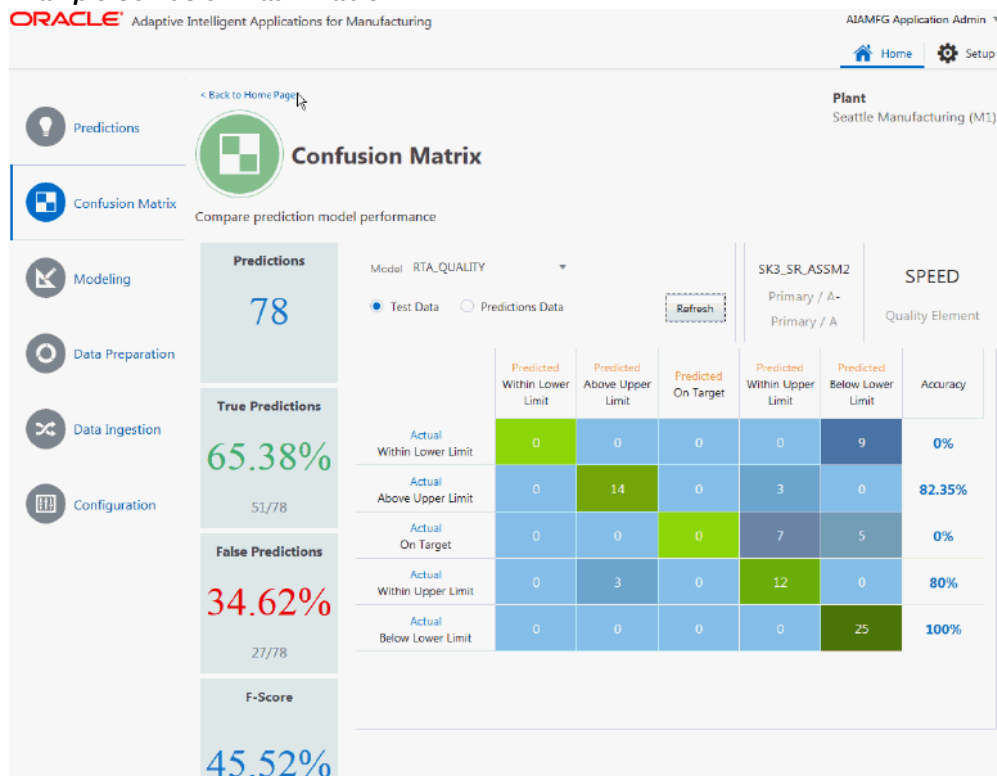 ORACLE® Adaptive Intelligent Applications for Manufacturing
AIAMFG Application Admin
Home
Setup
< Back to Home Page
Plant
Seattle Manufacturing (M1)
Predictions
Confusion Matrix
Modeling
Data Preparation
Data Ingestion
Configuration
Confusion Matrix
Compare prediction model performance
Predictions
78
True Predictions
65.38%
51/78
False Predictions
34.62%
27/78
F-Score
45.52%
Model RTA_QUALITY
Test Data Predictions Data
Refresh
SK3_SR_ASSM2
Primary / A-
Primary / A
SPEED
Quality Element
Predicted
Within Lower
Limit
Predicted
Above Upper
Limit
Predicted
On Target
Predicted
Within Upper
Limit
Predicted
Below Lower
Limit
Accuracy
Actual
Within Lower Limit
0 0 0 0 9 0%
Actual
Above Upper Limit
0 14 0 3 0 82.35%
Actual
On Target
0 0 0 7 5 0%
Actual
Within Upper Limit
0 3 0 12 0 80%
Actual
Below Lower Limit
0 0 0 0 25 100%